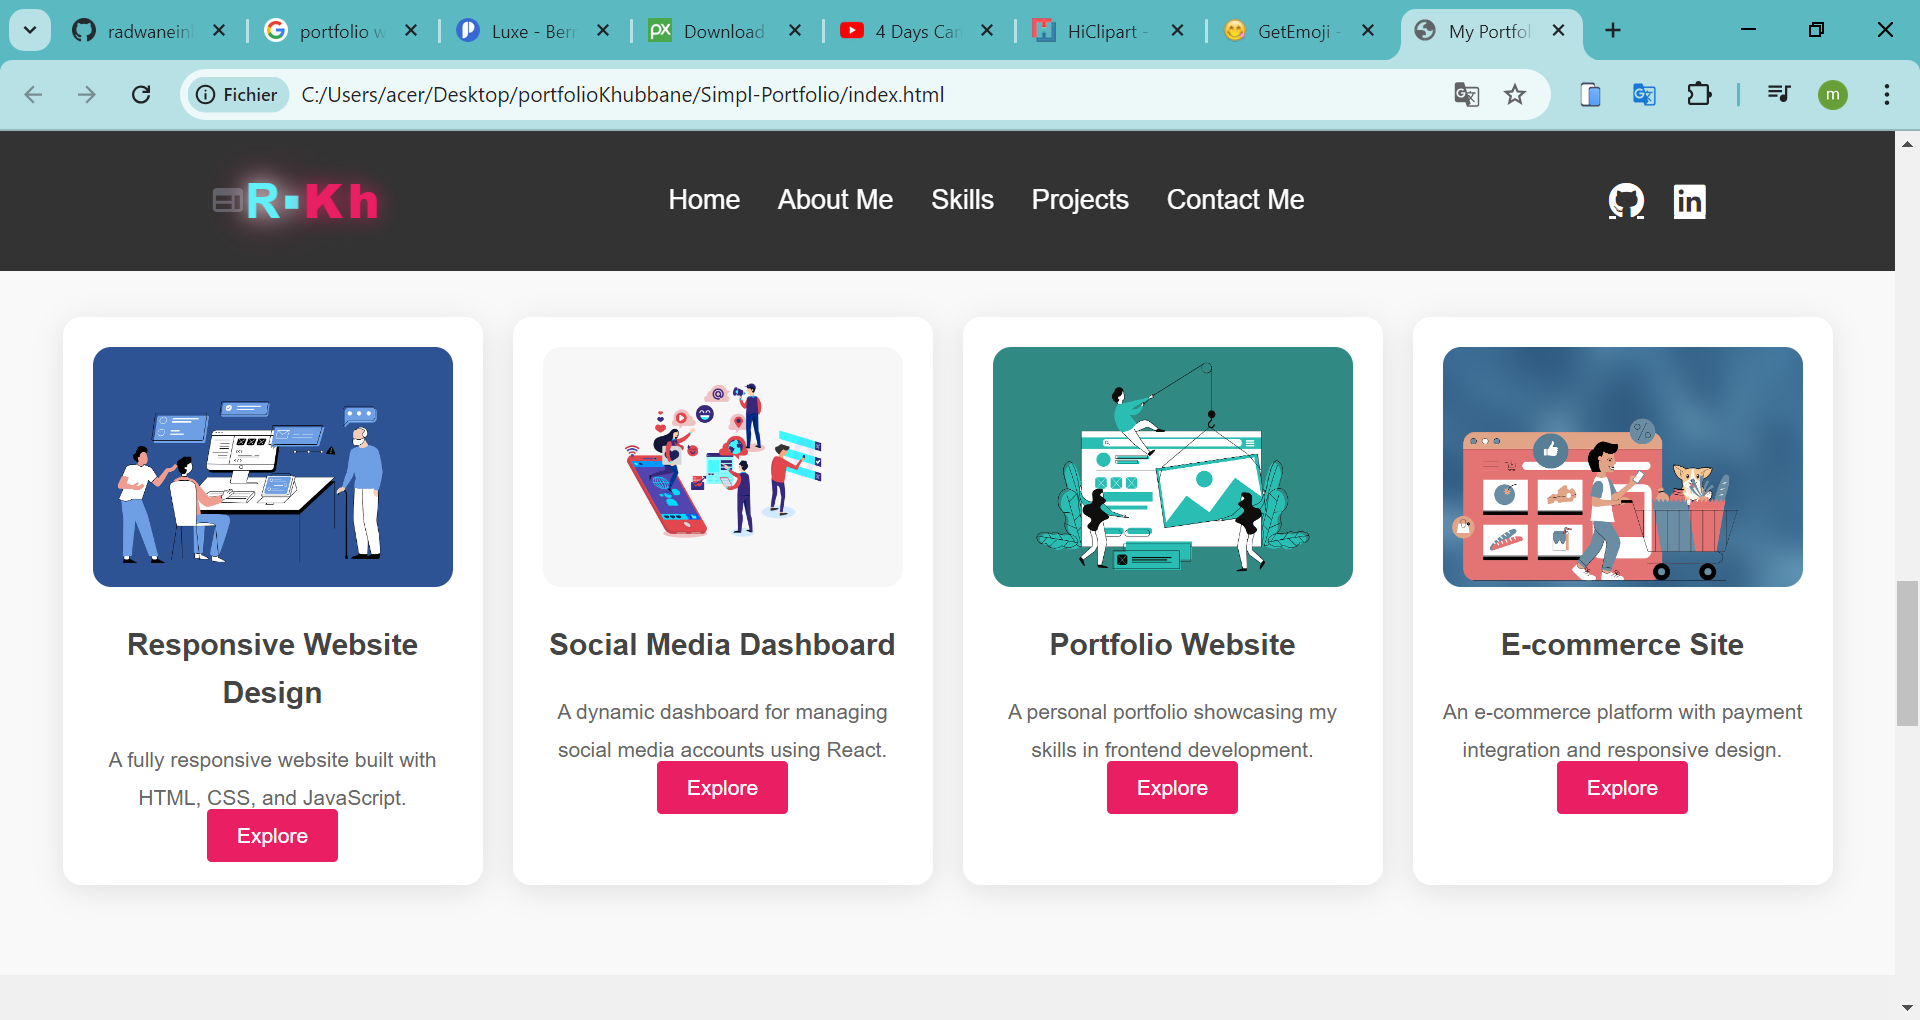 radwanein
portfolio w
Luxe - Ber
Download
4 Days Can
HiClipart -
GetEmoji -
My Portfol
Fichier
C:/Users/acer/Desktop/portfolioKhubbane/Simpl-Portfolio/index.html
m
R▪Kh
Home
About Me
Skills
Projects
Contact Me
in
Responsive Website
Design
A fully responsive website built with
HTML, CSS, and JavaScript.
Explore
Social Media Dashboard
A dynamic dashboard for managing
social media accounts using React.
Explore
Portfolio Website
A personal portfolio showcasing my
skills in frontend development.
Explore
E-commerce Site
An e-commerce platform with payment
integration and responsive design.
Explore